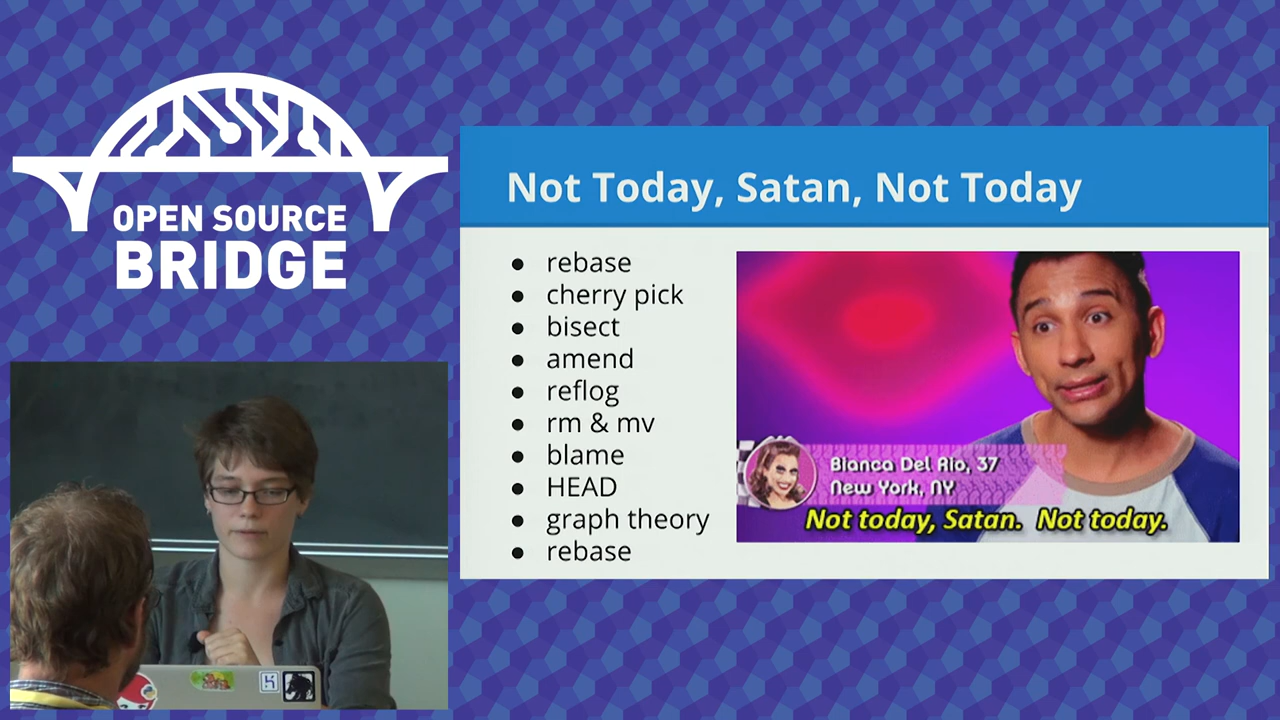 OPEN SOURCE
BRIDGE
Not Today, Satan, Not Today
● rebase
● cherry pick
● bisect
● amend
● reflog
● rm & mv
● blame
● HEAD
● graph theory
● rebase
Bianca Del Rio, 37
New York, NY
Not today, Satan. Not today.